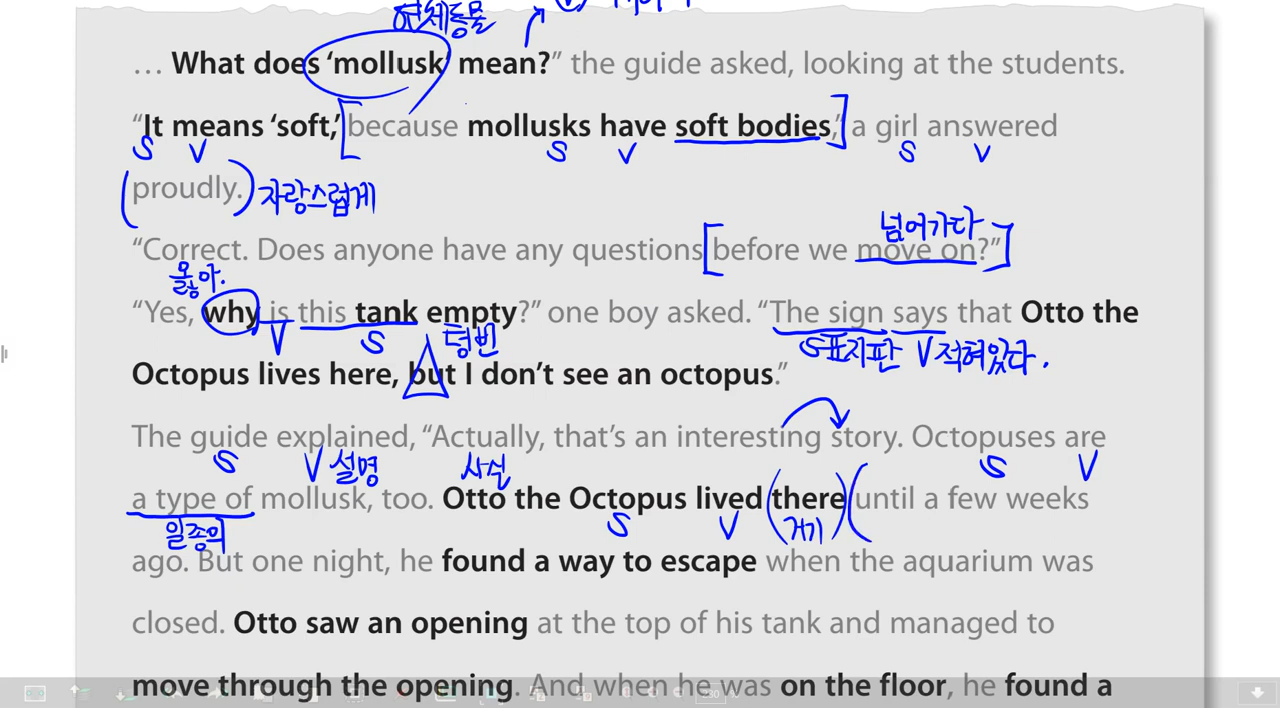 연체동물
… What does ‘mollusk’ mean?” the guide asked, looking at the students.
“It means ‘soft,’ because mollusks have soft bodies,” a girl answered
S V S V S V
proudly. 자랑스럽게
넘어가다
“Correct. Does anyone have any questions before we move on?”
옳아.
“Yes, why is this tank empty?” one boy asked. “The sign says that Otto the
V S 텅빈 S표지판 V적혀있다.
Octopus lives here, but I don’t see an octopus.”
The guide explained, “Actually, that’s an interesting story. Octopuses are
S V설명 사실 S V
a type of mollusk, too. Otto the Octopus lived there until a few weeks
일종의 S V 거기
ago. But one night, he found a way to escape when the aquarium was
closed. Otto saw an opening at the top of his tank and managed to
move through the opening. And when he was on the floor, he found a